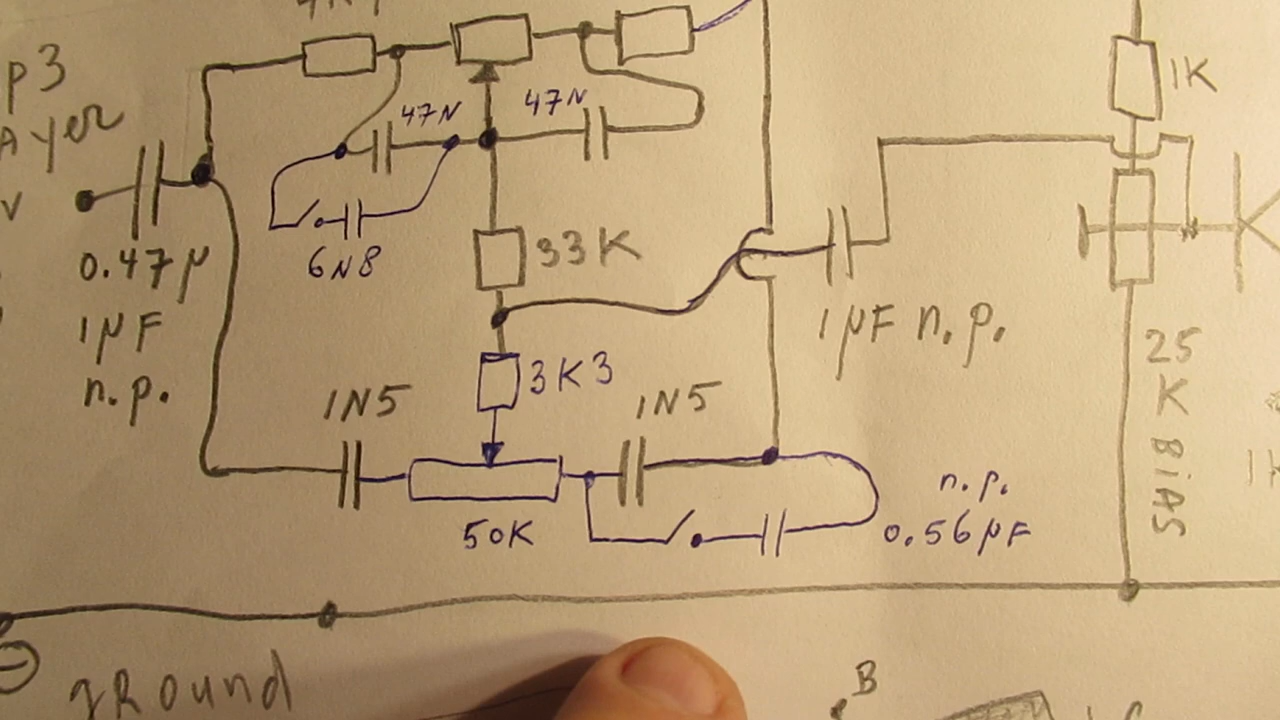 p3
Ayer
V
47N
47N
1K
0.47µ
1µF
n.p.
6N8
33K
1µF n.p.
3K3
1N5
1N5
50K
n.p.
0.56µF
25
K
BiAS
ground
B